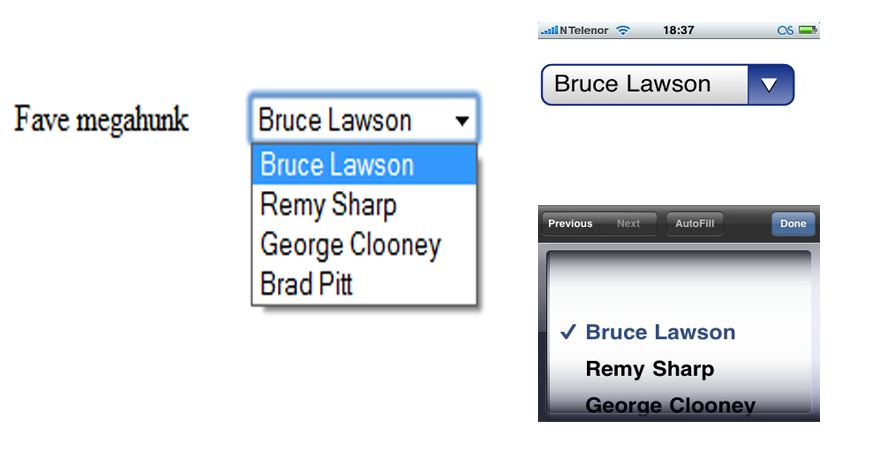 Fave megahunk
Bruce Lawson
Bruce Lawson
Remy Sharp
George Clooney
Brad Pitt
Telenor 18:37
Bruce Lawson
Previous Next AutoFill Done
✓ Bruce Lawson
Remy Sharp
George Clooney